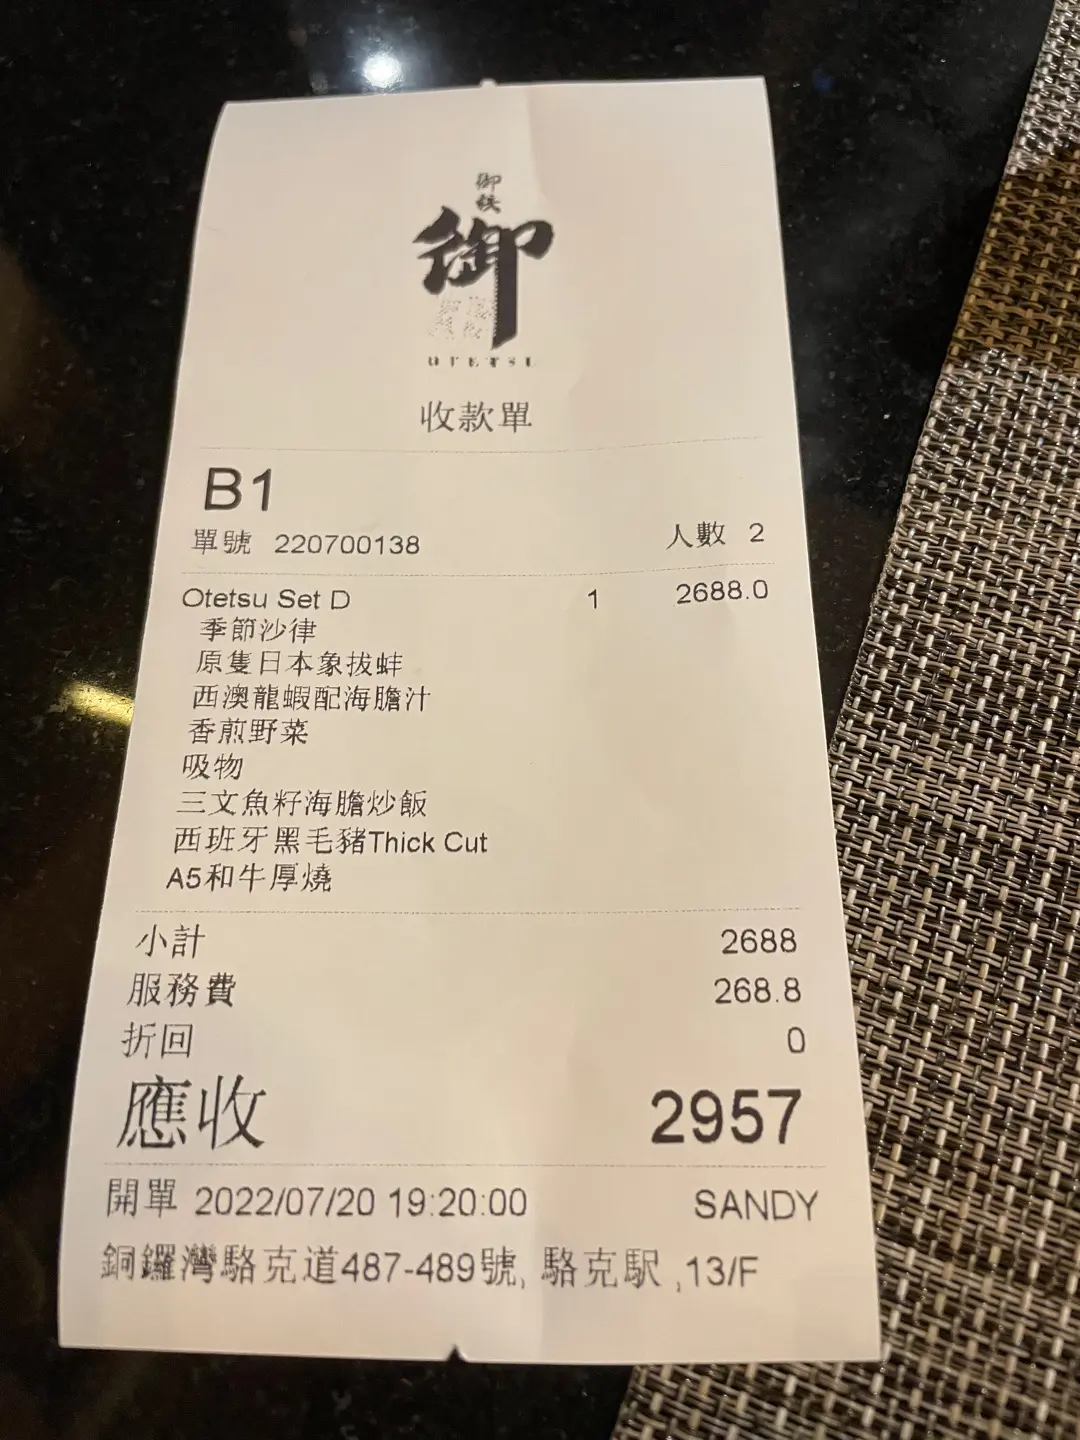 御鉄
御
OTETSU
收款單
B1
單號 220700138 人數 2
Otetsu Set D 1 2688.0
季節沙律
原隻日本象拔蚌
西澳龍蝦配海膽汁
香煎野菜
吸物
三文魚籽海膽炒飯
西班牙黑毛豬Thick Cut
A5和牛厚燒
小計 2688
服務費 268.8
折回 0
應收 2957
開單 2022/07/20 19:20:00 SANDY
銅鑼灣駱克道487-489號, 駱克駅 ,13/F